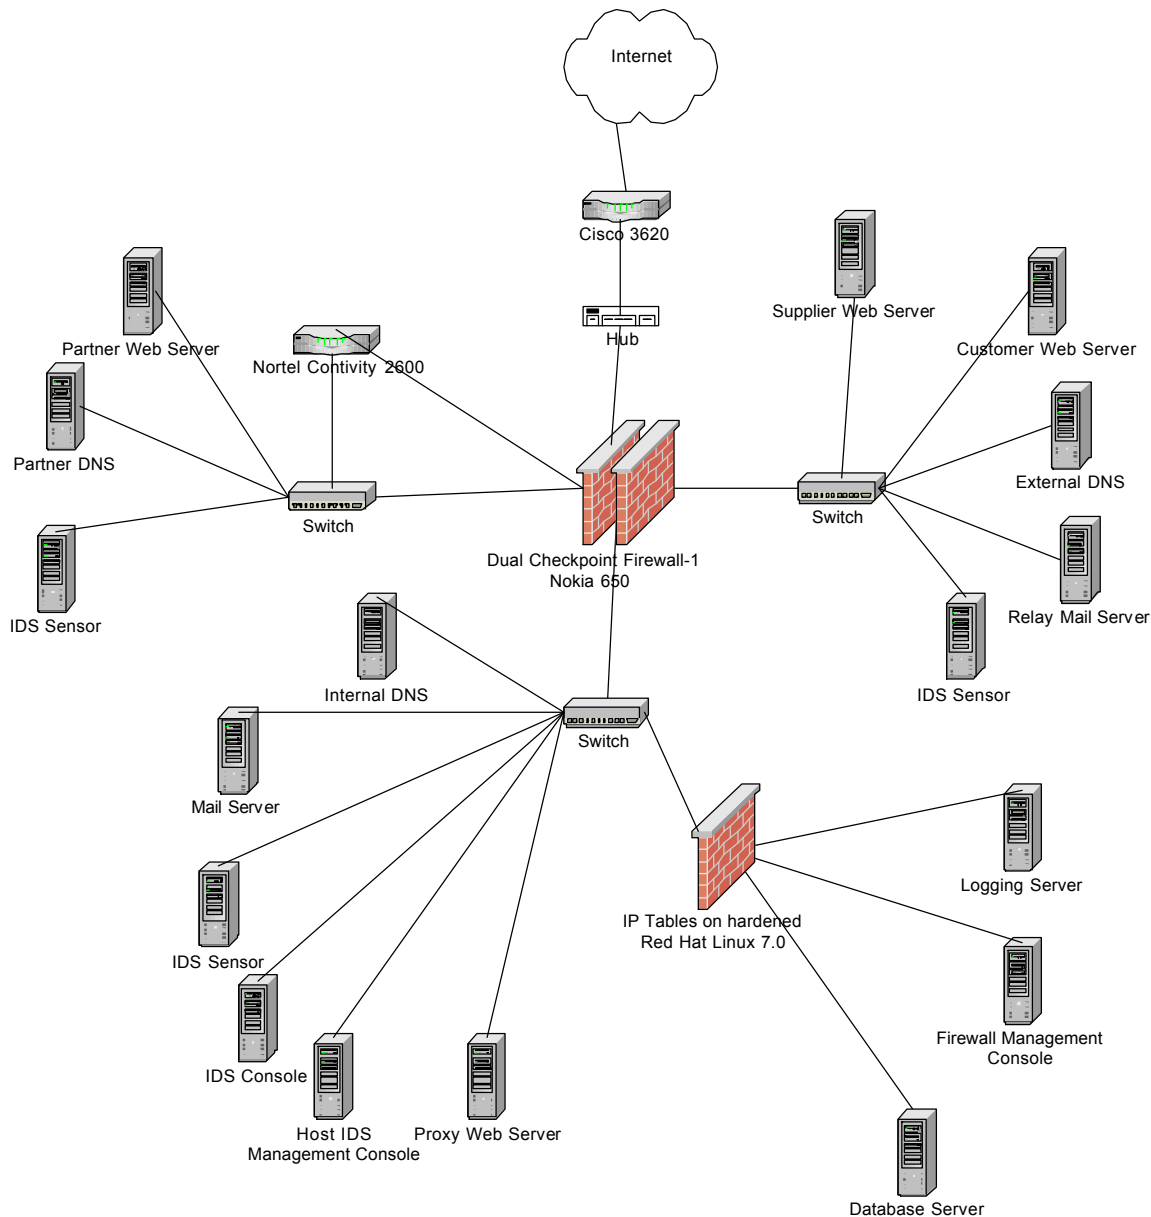 Internet
Cisco 3620
Supplier Web Server
Hub
Customer Web Server
Partner Web Server
Nortel Contivity 2600
Partner DNS
External DNS
Switch
Switch
Dual Checkpoint Firewall-1
Nokia 650
IDS Sensor
Relay Mail Server
Internal DNS
IDS Sensor
Switch
Mail Server
Logging Server
IP Tables on hardened
Red Hat Linux 7.0
IDS Sensor
Firewall Management
Console
IDS Console
Host IDS
Management Console
Proxy Web Server
Database Server